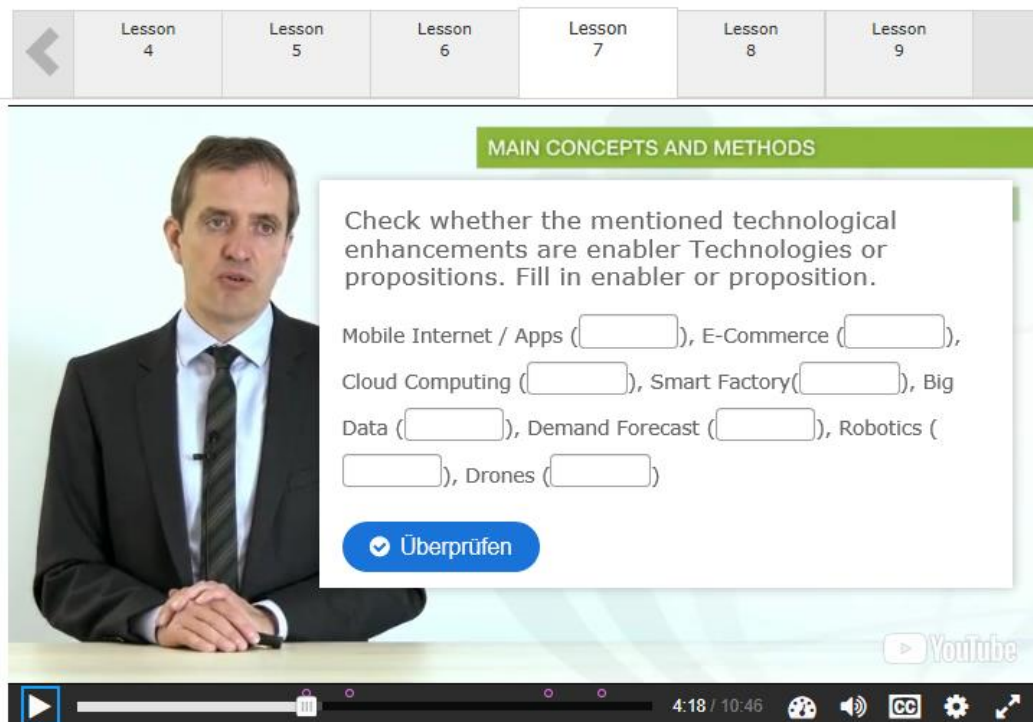 Lesson
4
Lesson
5
Lesson
6
Lesson
7
Lesson
8
Lesson
9
MAIN CONCEPTS AND METHODS
Check whether the mentioned technological
enhancements are enabler Technologies or
propositions. Fill in enabler or proposition.
Mobile Internet / Apps ( ), E-Commerce ( ),
Cloud Computing ( ), Smart Factory( ), Big
Data ( ), Demand Forecast ( ), Robotics (
), Drones ( )
Überprüfen
YouTube
4:18 / 10:46
CC